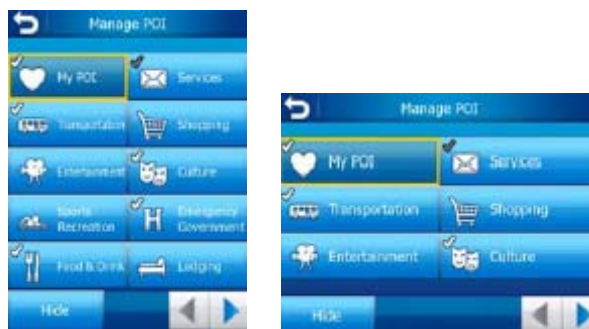 Manage POI
My POI
Services
Transportation
Shopping
Entertainment
Culture
Sports
Recreation
Emergency
Government
Food & Drink
Lodging
Hide
Manage POI
My POI
Services
Transportation
Shopping
Entertainment
Culture
Hide